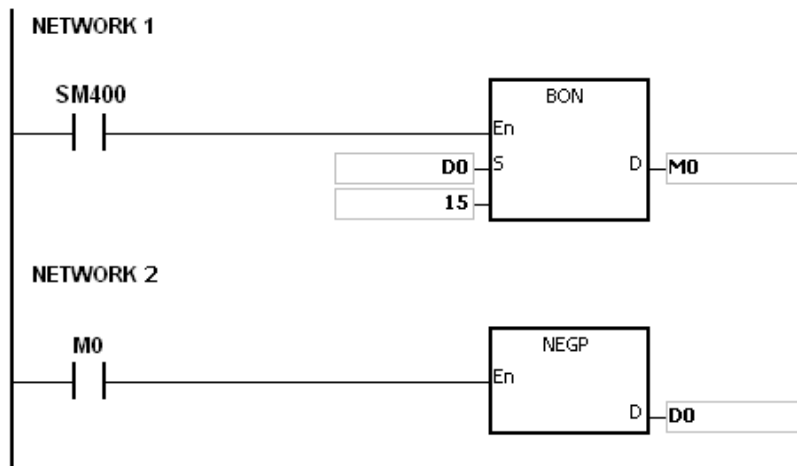 NETWORK 1
SM400
BON
En
D0 S D M0
15
NETWORK 2
M0
NEGP
En
D D0